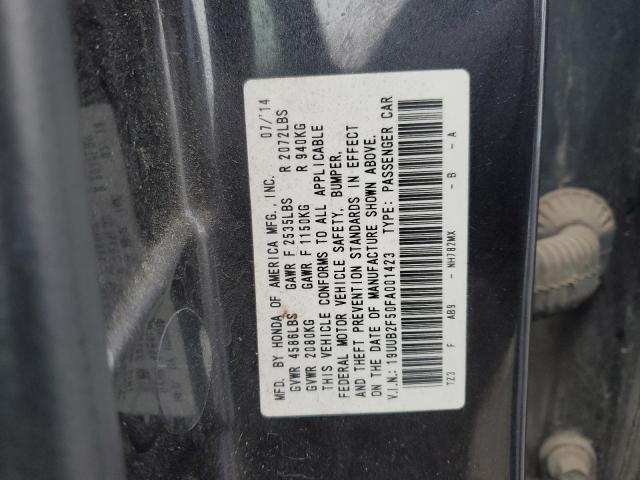 MFD. BY HONDA OF AMERICA MFG., INC. 07/'14
GVWR 4586LBS GAWR F 2535LBS R 2072LBS
GVWR 2080KG GAWR F 1150KG R 940KG
THIS VEHICLE CONFORMS TO ALL APPLICABLE
FEDERAL MOTOR VEHICLE SAFETY, BUMPER,
AND THEFT PREVENTION STANDARDS IN EFFECT
ON THE DATE OF MANUFACTURE SHOWN ABOVE.
V.I.N.: 19UUB2F50FA001423 TYPE: PASSENGER CAR
TZ3 F AB9 - NH782MX - B - A